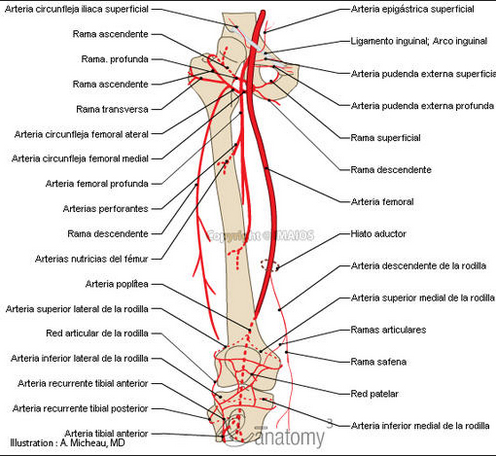 Arteria circunfleja iliaca superficial
Rama ascendente
Rama. profunda
Rama ascendente
Rama transversa
Arteria circunfleja femoral ateral
Arteria circunfleja femoral medial
Arteria femoral profunda
Arterias perforantes
Rama descendente
Arterias nutricias del fémur
Arteria poplítea
Arteria superior lateral de la rodilla
Red articular de la rodilla
Arteria inferior lateral de la rodilla
Arteria recurrente tibial anterior
Arteria recurrente tibial posterior
Arteria tibial anterior
Illustration : A. Micheau, MD
Arteria epigástrica superficial
Ligamento inguinal; Arco inguinal
Arteria pudenda externa superficia
Arteria pudenda externa profunda
Rama superficial
Rama descendente
Arteria femoral
Hiato aductor
Arteria descendente de la rodilla
Arteria superior medial de la rodilla
Ramas articulares
Rama safena
Red patelar
Arteria inferior medial de la rodilla
Copyright © IMAIOS
anatomy 3